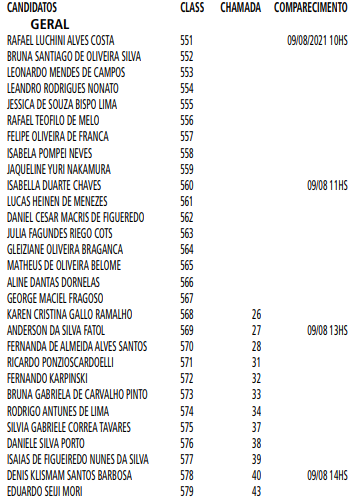 CANDIDATOS CLASS CHAMADA COMPARECIMENTO
GERAL
RAFAEL LUCHINI ALVES COSTA 551 09/08/2021 10HS
BRUNA SANTIAGO DE OLIVEIRA SILVA 552
LEONARDO MENDES DE CAMPOS 553
LEANDRO RODRIGUES NONATO 554
JESSICA DE SOUZA BISPO LIMA 555
RAFAEL TEOFILO DE MELO 556
FELIPE OLIVEIRA DE FRANCA 557
ISABELA POMPEI NEVES 558
JAQUELINE YURI NAKAMURA 559
ISABELLA DUARTE CHAVES 560 09/08 11HS
LUCAS HEINEN DE MENEZES 561
DANIEL CESAR MACRIS DE FIGUEREDO 562
JULIA FAGUNDES RIEGO COTS 563
GLEIZIANE OLIVEIRA BRAGANCA 564
MATHEUS DE OLIVEIRA BELOME 565
ALINE DANTAS DORNELAS 566
GEORGE MACIEL FRAGOSO 567
KAREN CRISTINA GALLO RAMALHO 568 26
ANDERSON DA SILVA FATOL 569 27 09/08 13HS
FERNANDA DE ALMEIDA ALVES SANTOS 570 28
RICARDO PONZIOSCARDOELLI 571 31
FERNANDO KARPINSKI 572 32
BRUNA GABRIELA DE CARVALHO PINTO 573 33
RODRIGO ANTUNES DE LIMA 574 34
SILVIA GABRIELE CORREA TAVARES 575 37
DANIELE SILVA PORTO 576 38
ISAIAS DE FIGUEIREDO NUNES DA SILVA 577 39
DENIS KLISMAM SANTOS BARBOSA 578 40 09/08 14HS
EDUARDO SEIJI MORI 579 43